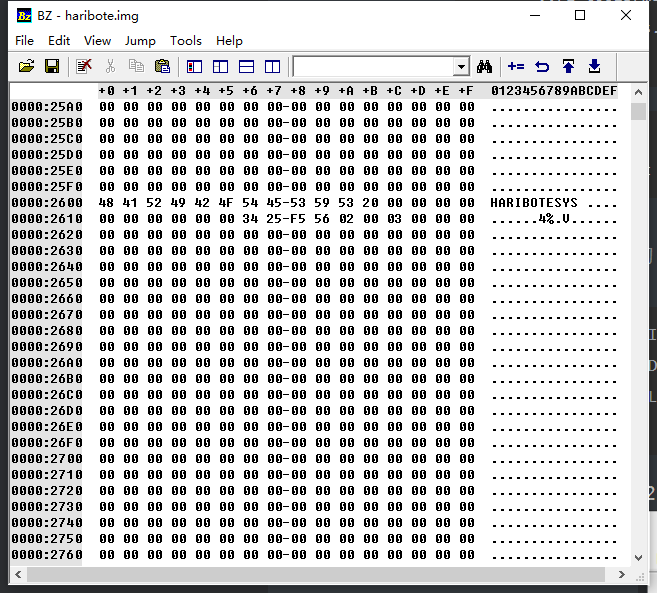 BZ - haribote.img
File Edit View Jump Tools Help
+0 +1 +2 +3 +4 +5 +6 +7 -+8 +9 +A +B +C +D +E +F 0123456789ABCDEF
0000:25A0 00 00 00 00 00 00 00 00-00 00 00 00 00 00 00 00 ................
0000:25B0 00 00 00 00 00 00 00 00-00 00 00 00 00 00 00 00 ................
0000:25C0 00 00 00 00 00 00 00 00-00 00 00 00 00 00 00 00 ................
0000:25D0 00 00 00 00 00 00 00 00-00 00 00 00 00 00 00 00 ................
0000:25E0 00 00 00 00 00 00 00 00-00 00 00 00 00 00 00 00 ................
0000:25F0 00 00 00 00 00 00 00 00-00 00 00 00 00 00 00 00 ................
0000:2600 48 41 52 49 42 4F 54 45-53 59 53 20 00 00 00 00 HARIBOTESYS ....
0000:2610 00 00 00 00 00 00 34 25-F5 56 02 00 03 00 00 00 ......4%.V......
0000:2620 00 00 00 00 00 00 00 00-00 00 00 00 00 00 00 00 ................
0000:2630 00 00 00 00 00 00 00 00-00 00 00 00 00 00 00 00 ................
0000:2640 00 00 00 00 00 00 00 00-00 00 00 00 00 00 00 00 ................
0000:2650 00 00 00 00 00 00 00 00-00 00 00 00 00 00 00 00 ................
0000:2660 00 00 00 00 00 00 00 00-00 00 00 00 00 00 00 00 ................
0000:2670 00 00 00 00 00 00 00 00-00 00 00 00 00 00 00 00 ................
0000:2680 00 00 00 00 00 00 00 00-00 00 00 00 00 00 00 00 ................
0000:2690 00 00 00 00 00 00 00 00-00 00 00 00 00 00 00 00 ................
0000:26A0 00 00 00 00 00 00 00 00-00 00 00 00 00 00 00 00 ................
0000:26B0 00 00 00 00 00 00 00 00-00 00 00 00 00 00 00 00 ................
0000:26C0 00 00 00 00 00 00 00 00-00 00 00 00 00 00 00 00 ................
0000:26D0 00 00 00 00 00 00 00 00-00 00 00 00 00 00 00 00 ................
0000:26E0 00 00 00 00 00 00 00 00-00 00 00 00 00 00 00 00 ................
0000:26F0 00 00 00 00 00 00 00 00-00 00 00 00 00 00 00 00 ................
0000:2700 00 00 00 00 00 00 00 00-00 00 00 00 00 00 00 00 ................
0000:2710 00 00 00 00 00 00 00 00-00 00 00 00 00 00 00 00 ................
0000:2720 00 00 00 00 00 00 00 00-00 00 00 00 00 00 00 00 ................
0000:2730 00 00 00 00 00 00 00 00-00 00 00 00 00 00 00 00 ................
0000:2740 00 00 00 00 00 00 00 00-00 00 00 00 00 00 00 00 ................
0000:2750 00 00 00 00 00 00 00 00-00 00 00 00 00 00 00 00 ................
0000:2760 00 00 00 00 00 00 00 00-00 00 00 00 00 00 00 00 ................